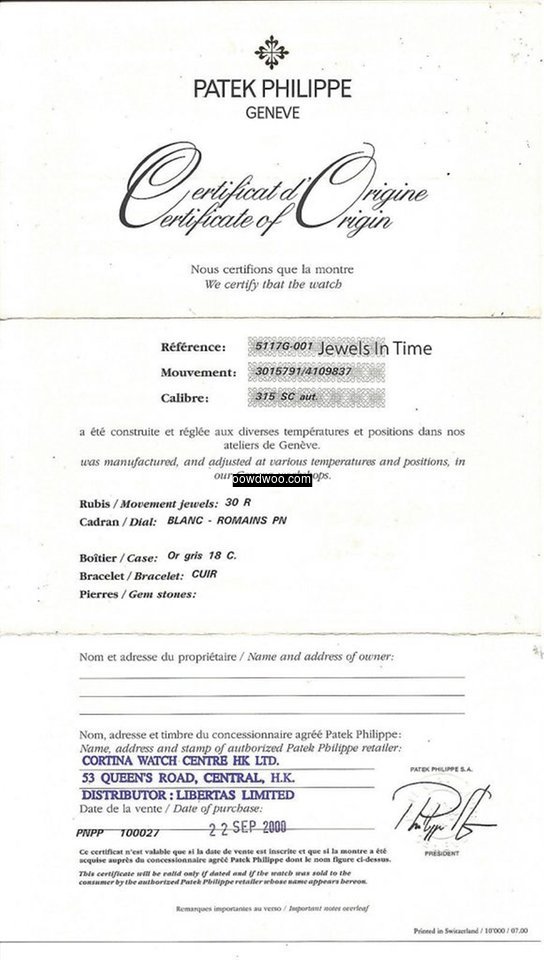 PATEK PHILIPPE
GENEVE
Certificat d'Origine
Certificate of Origin
Nous certifions que la montre
We certify that the watch
Référence: 5117G-001 Jewels In Time
Mouvement: 3015791/4109837
Calibre: 315 SC aut.
a été construite et réglée aux diverses températures et positions dans nos
ateliers de Genève.
was manufactured, and adjusted at various temperatures and positions, in
our
powdwoo.com
Rubis / Movement jewels: 30 R
Cadran / Dial: BLANC - ROMAINS PN
Boîtier / Case: Or gris 18 C.
Bracelet / Bracelet: CUIR
Pierres / Gem stones:
Nom et adresse du propriétaire / Name and address of owner:
Nom, adresse et timbre du concessionnaire agréé Patek Philippe:
Name, address and stamp of authorized Patek Philippe retailer:
CORTINA WATCH CENTRE HK LTD.
53 QUEEN'S ROAD, CENTRAL, H.K.
DISTRIBUTOR : LIBERTAS LIMITED
Date de la vente / Date of purchase:
PNPP 100027 22 SEP 2000
PATEK PHILIPPE S.A.
PRÉSIDENT
Ce certificat n'est valable que si la date de vente est inscrite et que si la montre a été
acquise auprès du concessionnaire agréé Patek Philippe dont le nom figure ci-dessus.
This certificate will be valid only if dated and if the watch was sold to the
consumer by the authorized Patek Philippe retailer whose name appears hereon.
Remarques importantes au verso / Important notes overleaf
Printed in Switzerland / 10'000 / 07.00